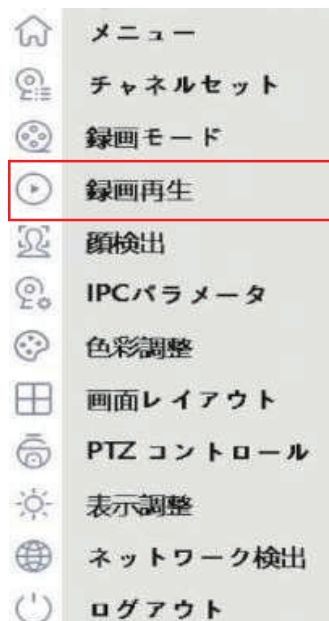 メニュー
チャネルセット
録画モード
録画再生
顔検出
IPCパラメータ
色彩調整
画面レイアウト
PTZ コントロール
表示調整
ネットワーク検出
ログアウト